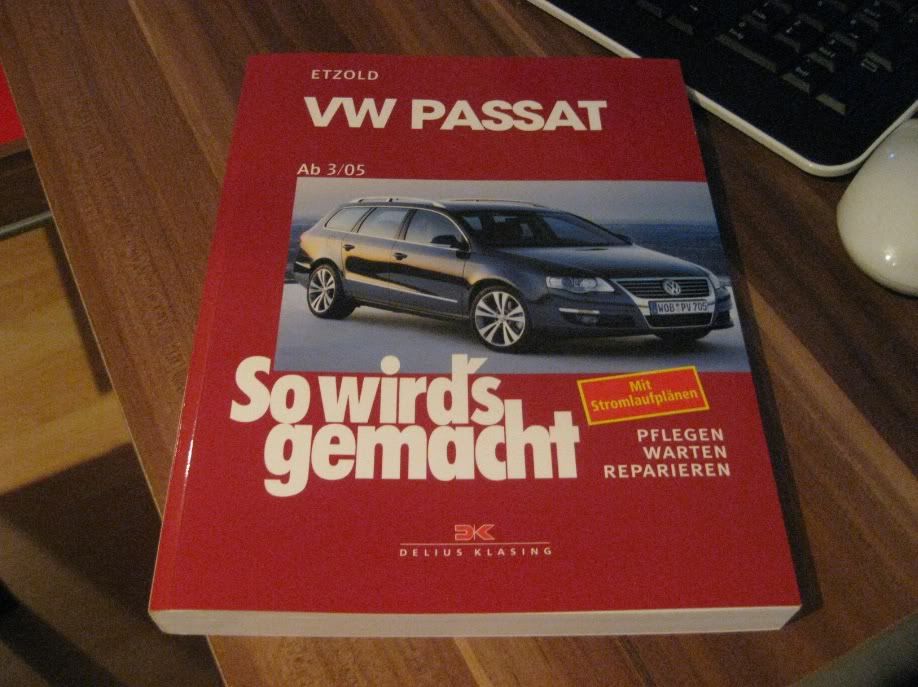 ETZOLD
VW PASSAT
Ab 3/05
WOB PV 705
So wird's
gemacht
Mit
Stromlaufplänen
PFLEGEN
WARTEN
REPARIEREN
DK
DELIUS KLASING